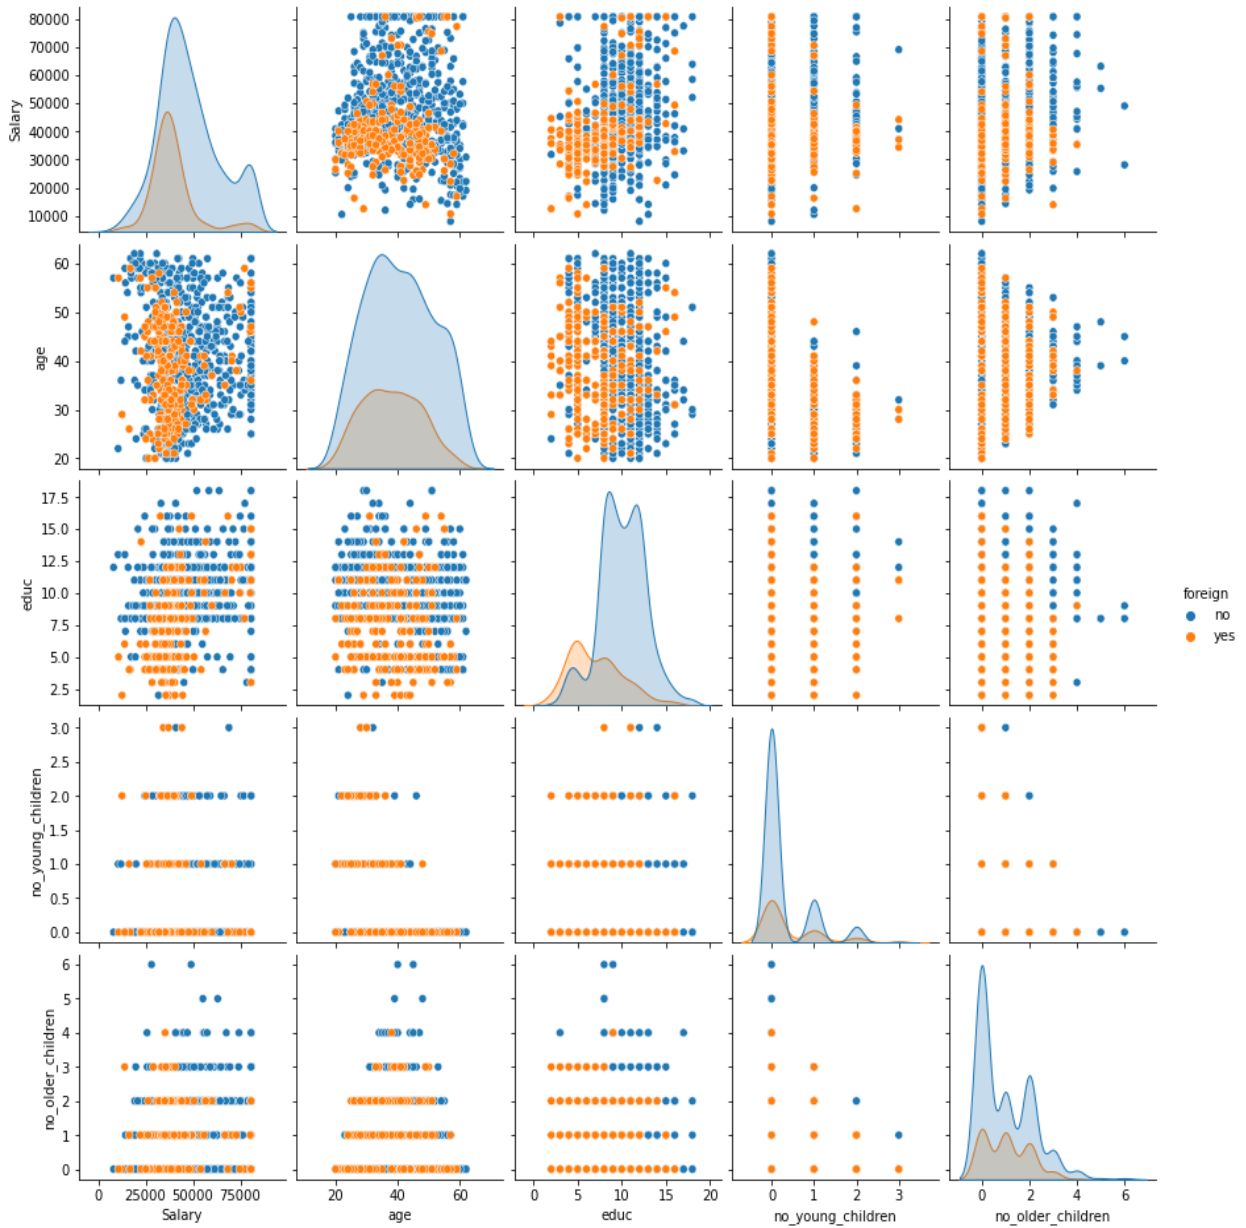 80000
70000
60000
50000
40000
30000
20000
10000
Salary
60
50
40
30
20
age
17.5
15.0
12.5
10.0
7.5
5.0
2.5
educ
foreign
no
yes
3.0
2.5
2.0
1.5
1.0
0.5
0.0
no_young_children
6
5
4
3
2
1
0
no_older_children
0 25000 50000 75000
Salary
20 40 60
age
0 5 10 15 20
educ
0 1 2 3
no_young_children
0 2 4 6
no_older_children